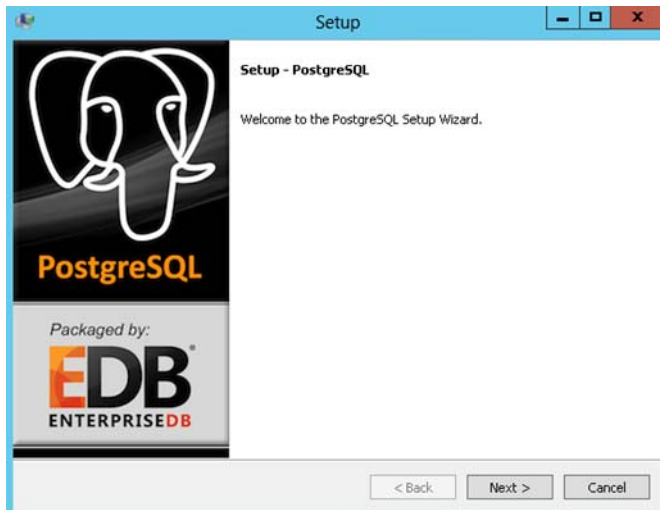 Setup
Setup - PostgreSQL
Welcome to the PostgreSQL Setup Wizard.
PostgreSQL
Packaged by:
EDB
ENTERPRISEDB
< Back
Next >
Cancel